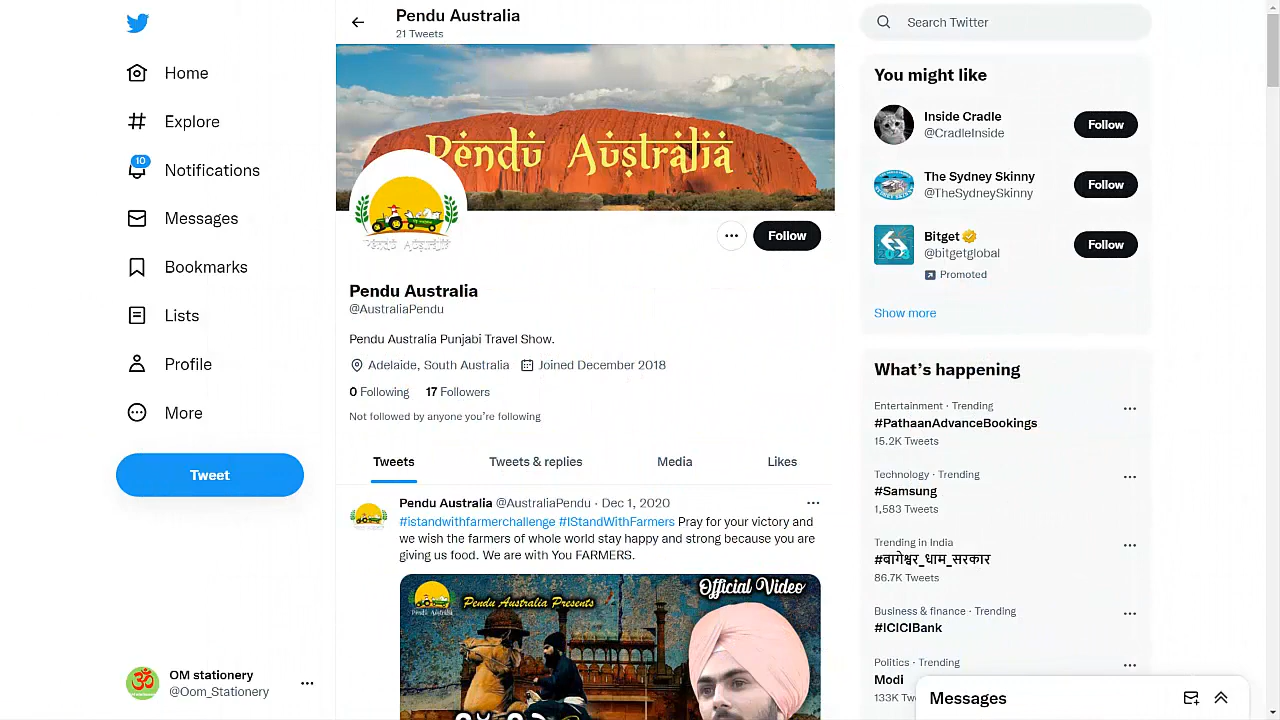 Pendu Australia
21 Tweets
Search Twitter
Home
Explore
10
Notifications
Messages
Bookmarks
Lists
Profile
More
Tweet
OM stationery
@Oom_Stationery
Pendu Australia
Pendu Australia
Follow
Pendu Australia
@AustraliaPendu
Pendu Australia Punjabi Travel Show.
Adelaide, South Australia Joined December 2018
0 Following 17 Followers
Not followed by anyone you're following
Tweets Tweets & replies Media Likes
Pendu Australia @AustraliaPendu · Dec 1, 2020
#istandwithfarmerchallenge #IStandWithFarmers Pray for your victory and
we wish the farmers of whole world stay happy and strong because you are
giving us food. We are with You FARMERS.
Pendu Australia
Pendu Australia Presents
Official Video
You might like
Inside Cradle
@CradleInside
Follow
The Sydney Skinny
@TheSydneySkinny
Follow
Bitget
@bitgetglobal
Follow
Promoted
Show more
What's happening
Entertainment · Trending
#PathaanAdvanceBookings
15.2K Tweets
Technology · Trending
#Samsung
1,583 Tweets
Trending in India
#बागेश्वर_धाम_सरकार
86.7K Tweets
Business & finance · Trending
#ICICIBank
Politics · Trending
Modi
133K
Messages